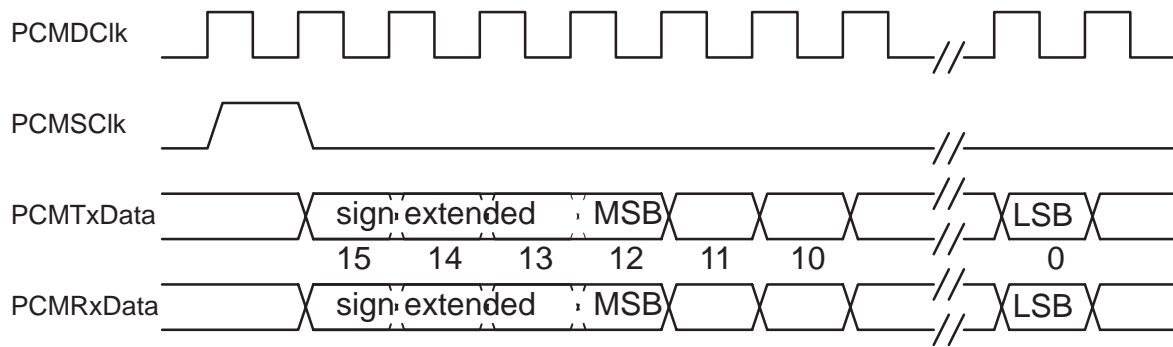 PCMDClk
PCMSClk
PCMTxData sign extended MSB LSB
15 14 13 12 11 10 0
PCMRxData sign extended MSB LSB